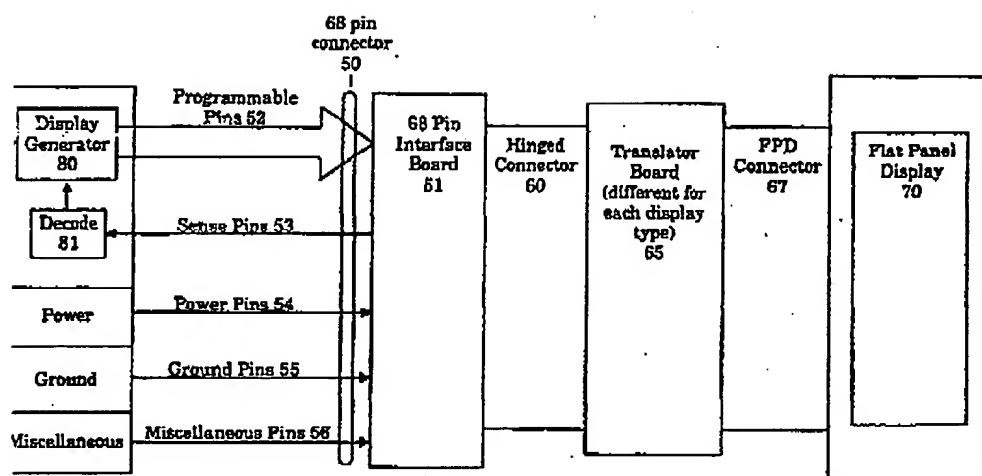 68 pin
connector
50
Programmable
Pins 52
Display
Generator
80
Decode
81
Sense Pins 53
Power
Power Pins 54
Ground
Ground Pins 55
Miscellaneous
Miscellaneous Pins 56
68 Pin
Interface
Board
51
Hinged
Connector
60
Translator
Board
(different for
each display
type)
65
FPD
Connector
67
Flat Panel
Display
70